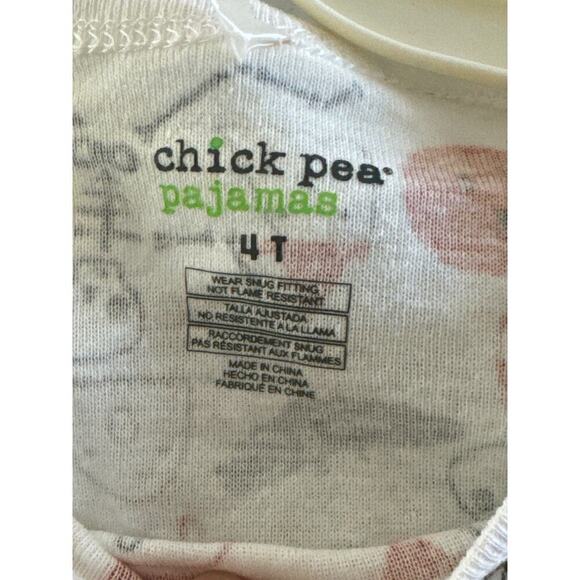 chick pea®
pajamas
4T
WEAR SNUG FITTING
NOT FLAME RESISTANT
TALLA AJUSTADA
NO RESISTENTE A LA LLAMA
RACCORDEMENT SNUG
PAS RÉSISTANT AUX FLAMMES
MADE IN CHINA
HECHO EN CHINA
FABRIQUÉ EN CHINE